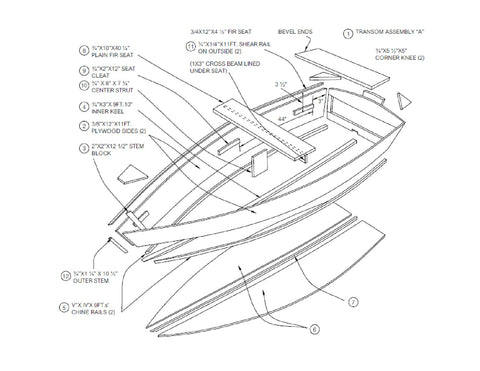 3/4X12"X4 ½" FIR SEAT
BEVEL ENDS
1 TRANSOM ASSEMBLY "A"
¾"X5 ½"X5"
CORNER KNEE (2)
8 ¾"X10"X40 ¼"
PLAIN FIR SEAT
11 ¾"X1/4"X11FT. SHEAR RAIL
ON OUTSIDE (2)
(1X3" CROSS BEAM LINED
UNDER SEAT)
9 ¾"X2"X12" SEAT
CLEAT
10 ¾" X 6" X 7 ¾"
CENTER STRUT
3 ½"
3"
44"
4 ¾"X3"X 9FT.10"
INNER KEEL
2 3/8"X12"X11FT.
PLYWOOD SIDES (2)
3 2"X2"X12 1/2" STEM
BLOCK
12 ¾"X1 ¼" X 10 ½"
OUTER STEM
5 9FT.6"
CHINE RAILS (2)
6
7